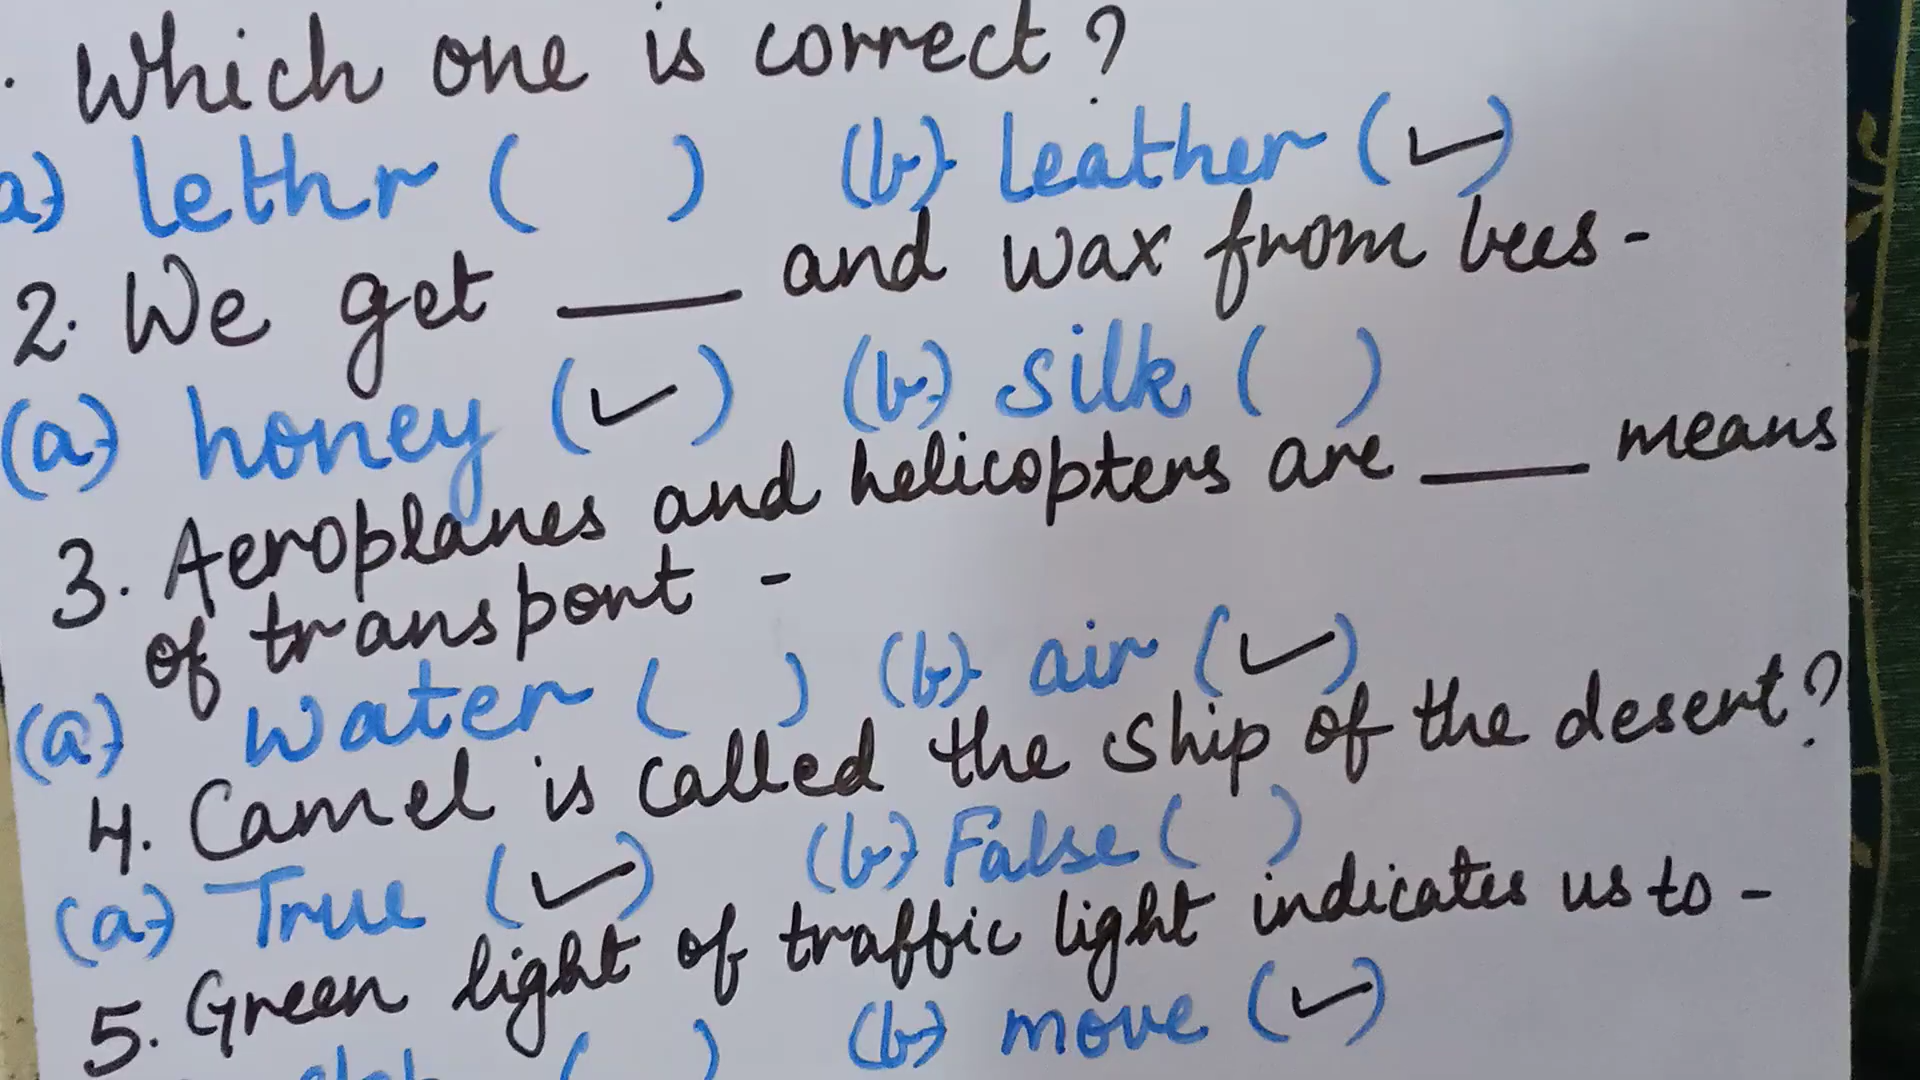 . Which one is correct?
a) lethr ( ) (b) leather (✓)
2. We get ____ and wax from bees -
(a) honey (✓) (b) silk ( )
3. Aeroplanes and helicopters are ____ means
of transport -
(a) water ( ) (b) air (✓)
4. Camel is called the ship of the desert?
(a) True (✓) (b) False ( )
5. Green light of traffic light indicates us to -
( ) (b) move (✓)